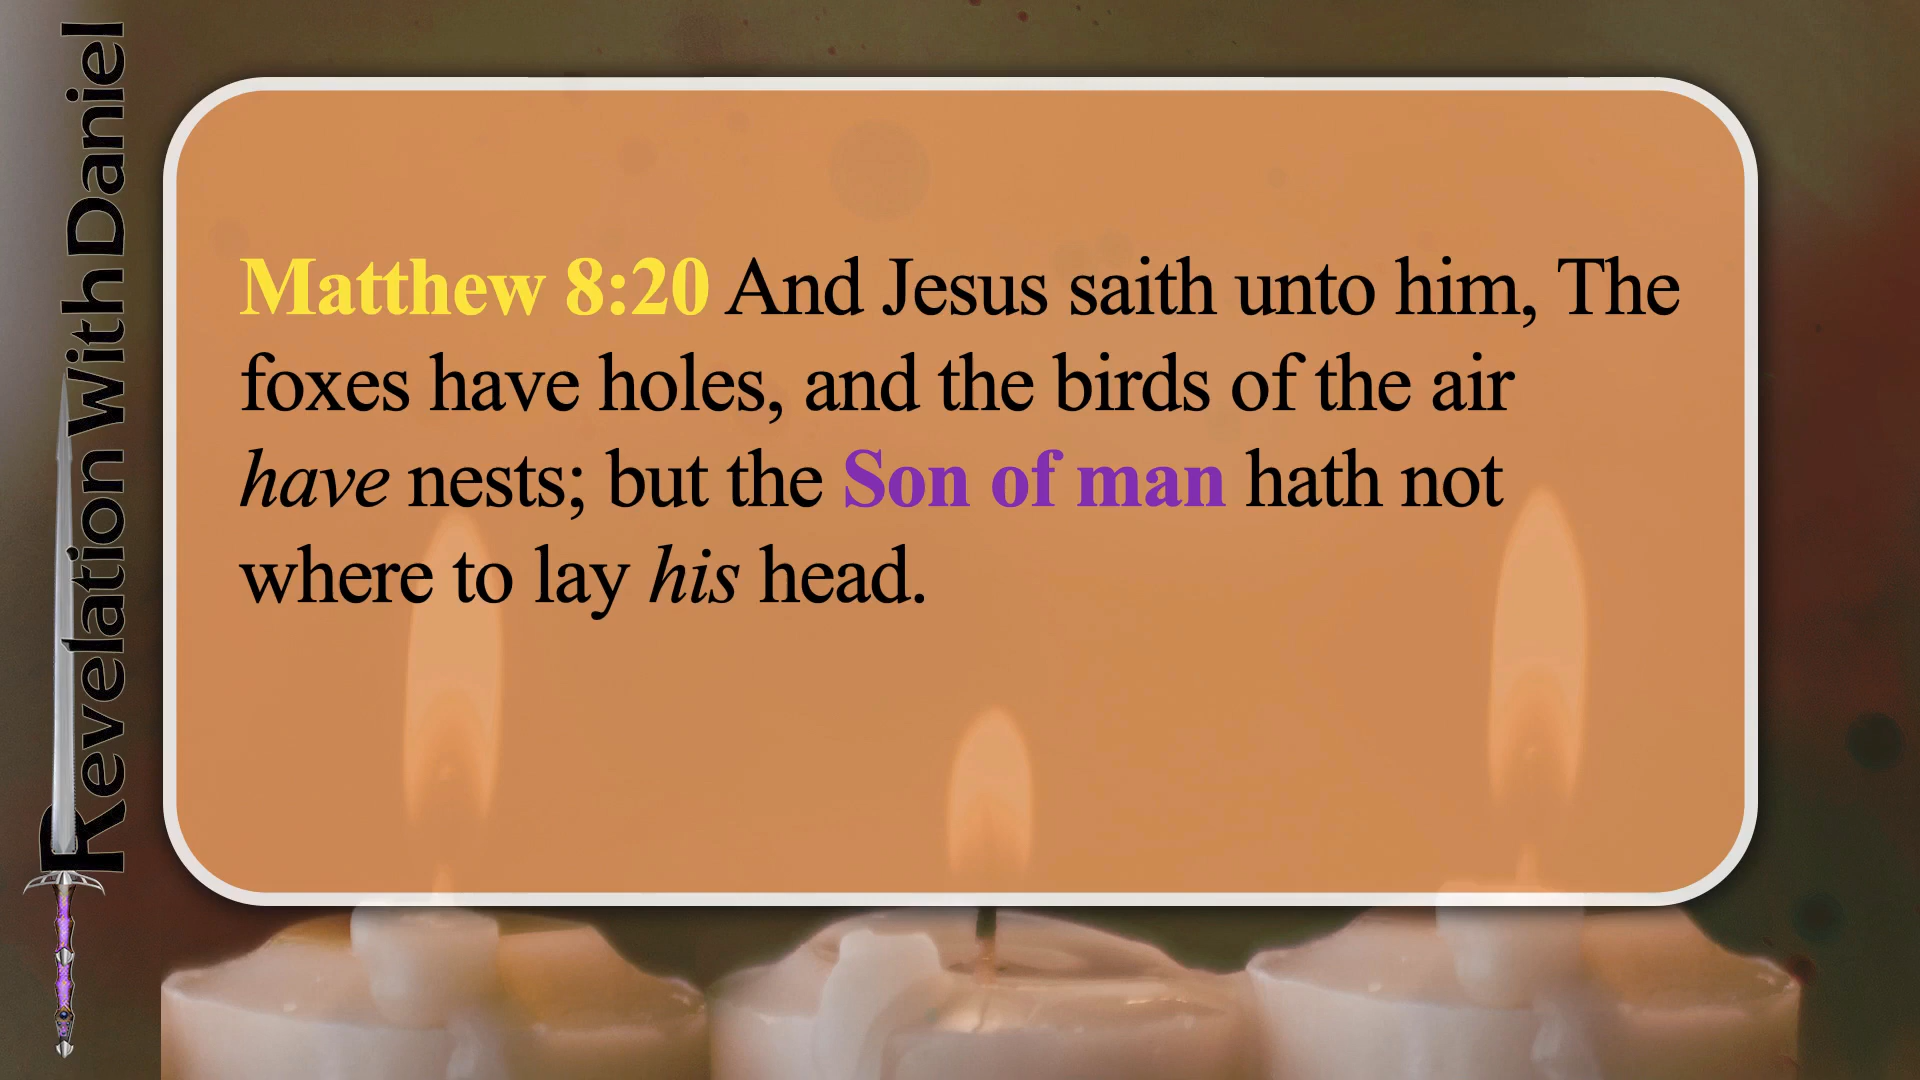 Revelation With Daniel
Matthew 8:20 And Jesus saith unto him, The
foxes have holes, and the birds of the air
have nests; but the Son of man hath not
where to lay his head.